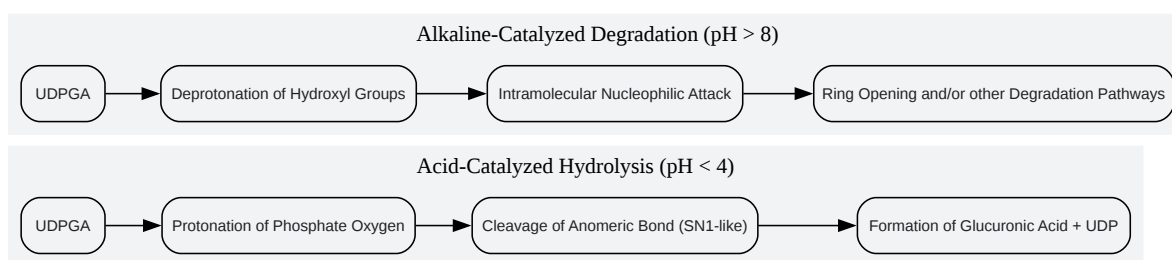 Alkaline-Catalyzed Degradation (pH > 8)
UDPGA
Deprotonation of Hydroxyl Groups
Intramolecular Nucleophilic Attack
Ring Opening and/or other Degradation Pathways
Acid-Catalyzed Hydrolysis (pH < 4)
UDPGA
Protonation of Phosphate Oxygen
Cleavage of Anomeric Bond (SN1-like)
Formation of Glucuronic Acid + UDP